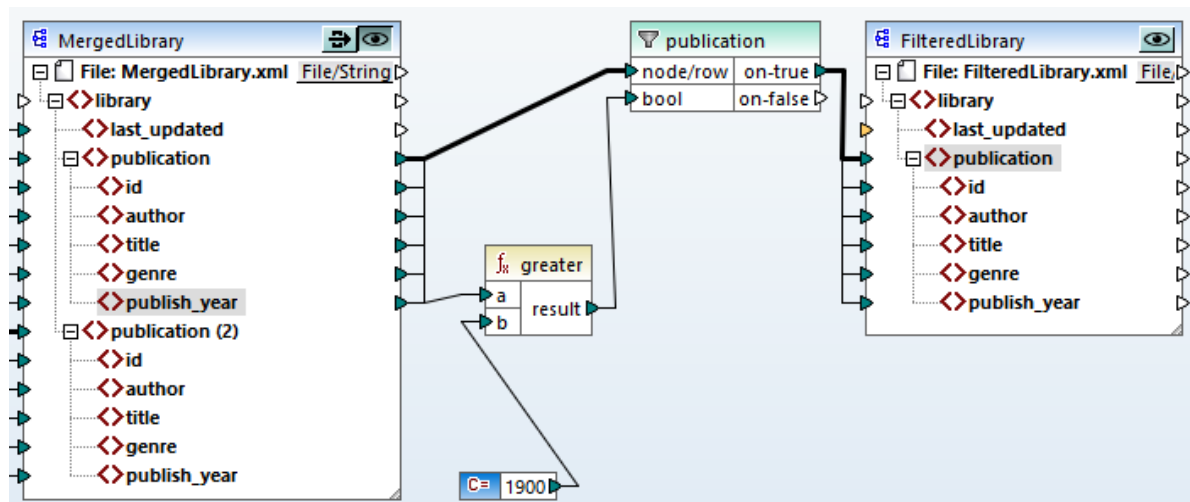 MergedLibrary
File: MergedLibrary.xml File/String
library
last_updated
publication
id
author
title
genre
publish_year
publication (2)
id
author
title
genre
publish_year
publication
node/row on-true
bool on-false
fx greater
a
result
b
C= 1900
FilteredLibrary
File: FilteredLibrary.xml File/
library
last_updated
publication
id
author
title
genre
publish_year